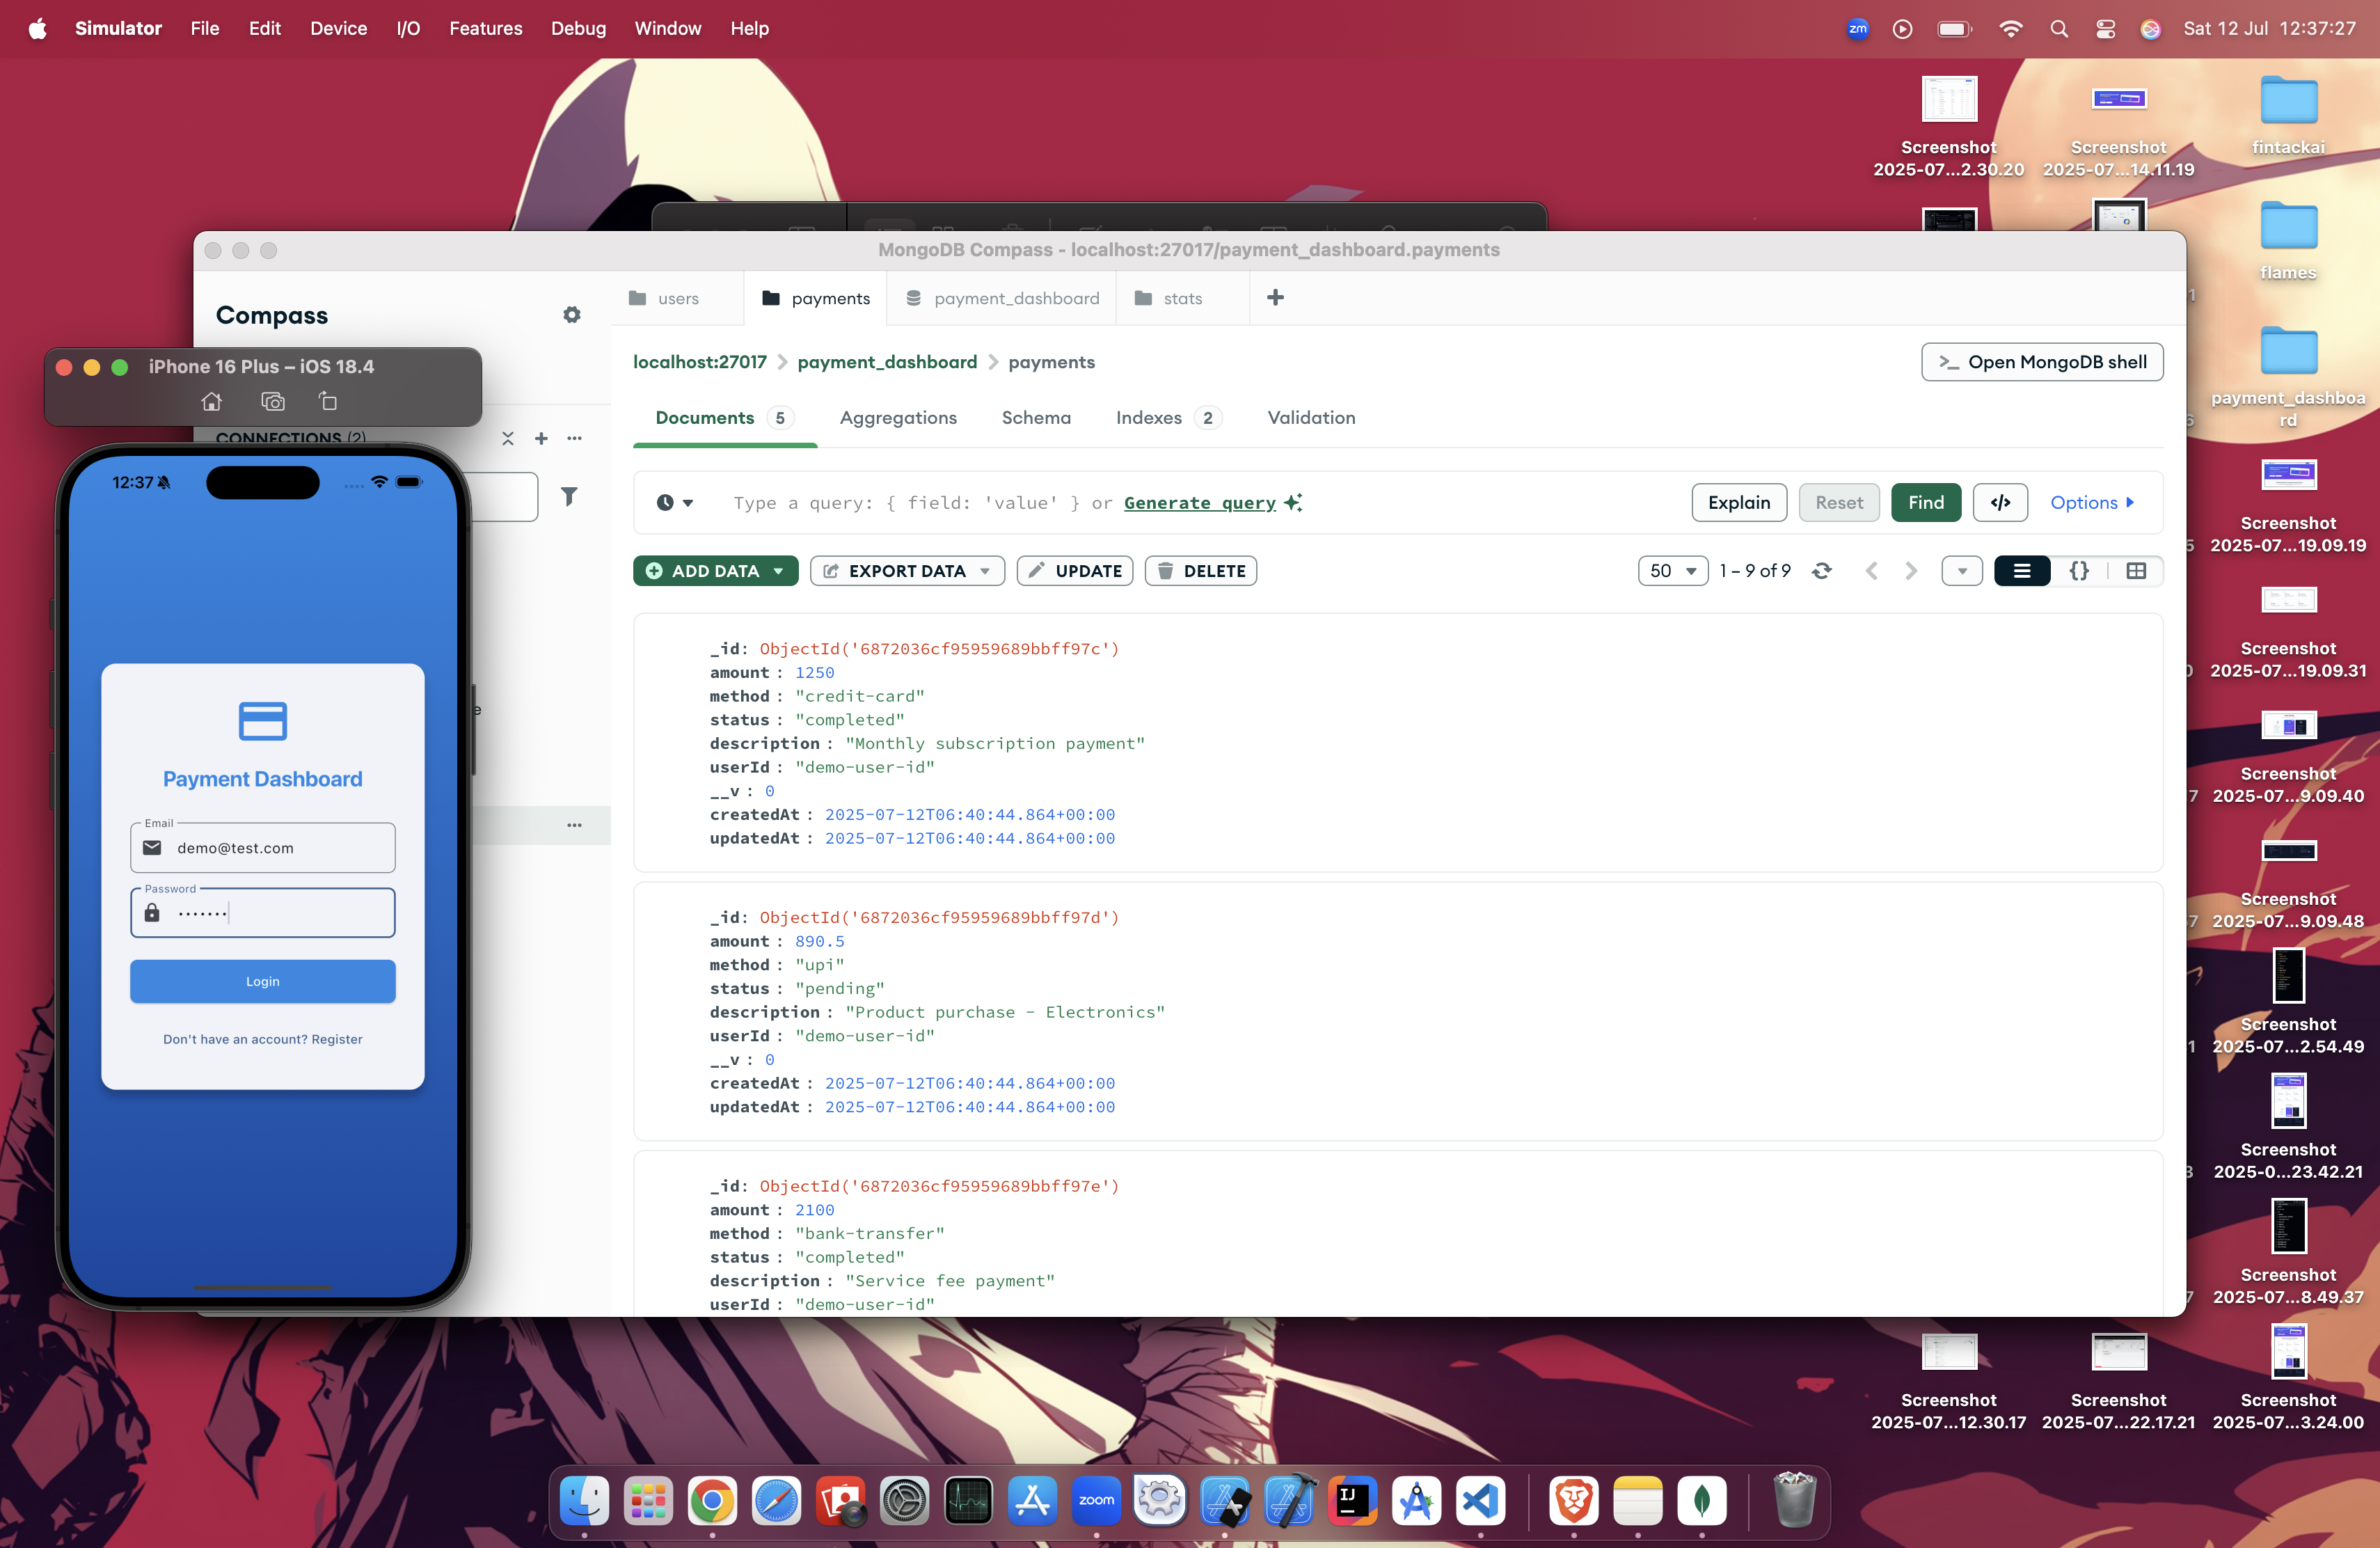 Simulator File Edit Device I/O Features Debug Window Help
zm Sat 12 Jul 12:37:27
Screenshot
2025-07...2.30.20
Screenshot
2025-07...14.11.19
fintackai
flames
payment_dashboa
rd
Screenshot
2025-07...19.09.19
Screenshot
2025-07...19.09.31
Screenshot
2025-07...9.09.40
Screenshot
2025-07...9.09.48
Screenshot
2025-07...2.54.49
Screenshot
2025-0...23.42.21
Screenshot
2025-07...8.49.37
Screenshot
2025-07...12.30.17
Screenshot
2025-07...22.17.21
Screenshot
2025-07...3.24.00
MongoDB Compass - localhost:27017/payment_dashboard.payments
Compass
CONNECTIONS (2)
users payments payment_dashboard stats
localhost:27017 payment_dashboard payments
>_ Open MongoDB shell
Documents 5 Aggregations Schema Indexes 2 Validation
Type a query: { field: 'value' } or Generate query
Explain Reset Find </> Options
ADD DATA EXPORT DATA UPDATE DELETE
50 1 – 9 of 9 {}
_id: ObjectId('6872036cf95959689bbff97c')
amount : 1250
method : "credit-card"
status : "completed"
description : "Monthly subscription payment"
userId : "demo-user-id"
__v : 0
createdAt : 2025-07-12T06:40:44.864+00:00
updatedAt : 2025-07-12T06:40:44.864+00:00
_id: ObjectId('6872036cf95959689bbff97d')
amount : 890.5
method : "upi"
status : "pending"
description : "Product purchase - Electronics"
userId : "demo-user-id"
__v : 0
createdAt : 2025-07-12T06:40:44.864+00:00
updatedAt : 2025-07-12T06:40:44.864+00:00
_id: ObjectId('6872036cf95959689bbff97e')
amount : 2100
method : "bank-transfer"
status : "completed"
description : "Service fee payment"
userId : "demo-user-id"
iPhone 16 Plus – iOS 18.4
12:37
Payment Dashboard
Email
demo@test.com
Password
Login
Don't have an account? Register
zoom
IJ